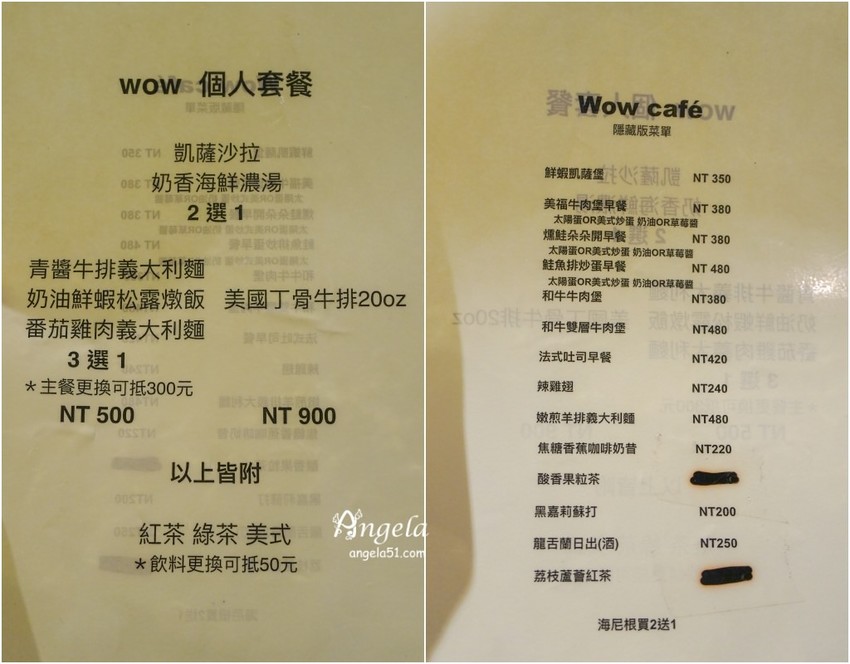 wow 個人套餐
凱薩沙拉
奶香海鮮濃湯
2 選 1
青醬牛排義大利麵
奶油鮮蝦松露燉飯 美國丁骨牛排20oz
番茄雞肉義大利麵
3 選 1
＊主餐更換可抵300元
NT 500 NT 900
以上皆附
紅茶 綠茶 美式
＊飲料更換可抵50元
Angela
angela51.com
Wow café
隱藏版菜單
鮮蝦凱薩堡 NT 350
美福牛肉堡早餐 NT 380
太陽蛋OR美式炒蛋 奶油OR草莓醬
燻鮭朵朵開早餐 NT 380
太陽蛋OR美式炒蛋 奶油OR草莓醬
鮭魚排炒蛋早餐 NT 480
太陽蛋OR美式炒蛋 奶油OR草莓醬
和牛牛肉堡 NT380
和牛雙層牛肉堡 NT480
法式吐司早餐 NT420
辣雞翅 NT240
嫩煎羊排義大利麵 NT480
焦糖香蕉咖啡奶昔 NT220
酸香果粒茶
黑嘉莉蘇打 NT200
龍舌蘭日出(酒) NT250
荔枝蘆薈紅茶
海尼根買2送1